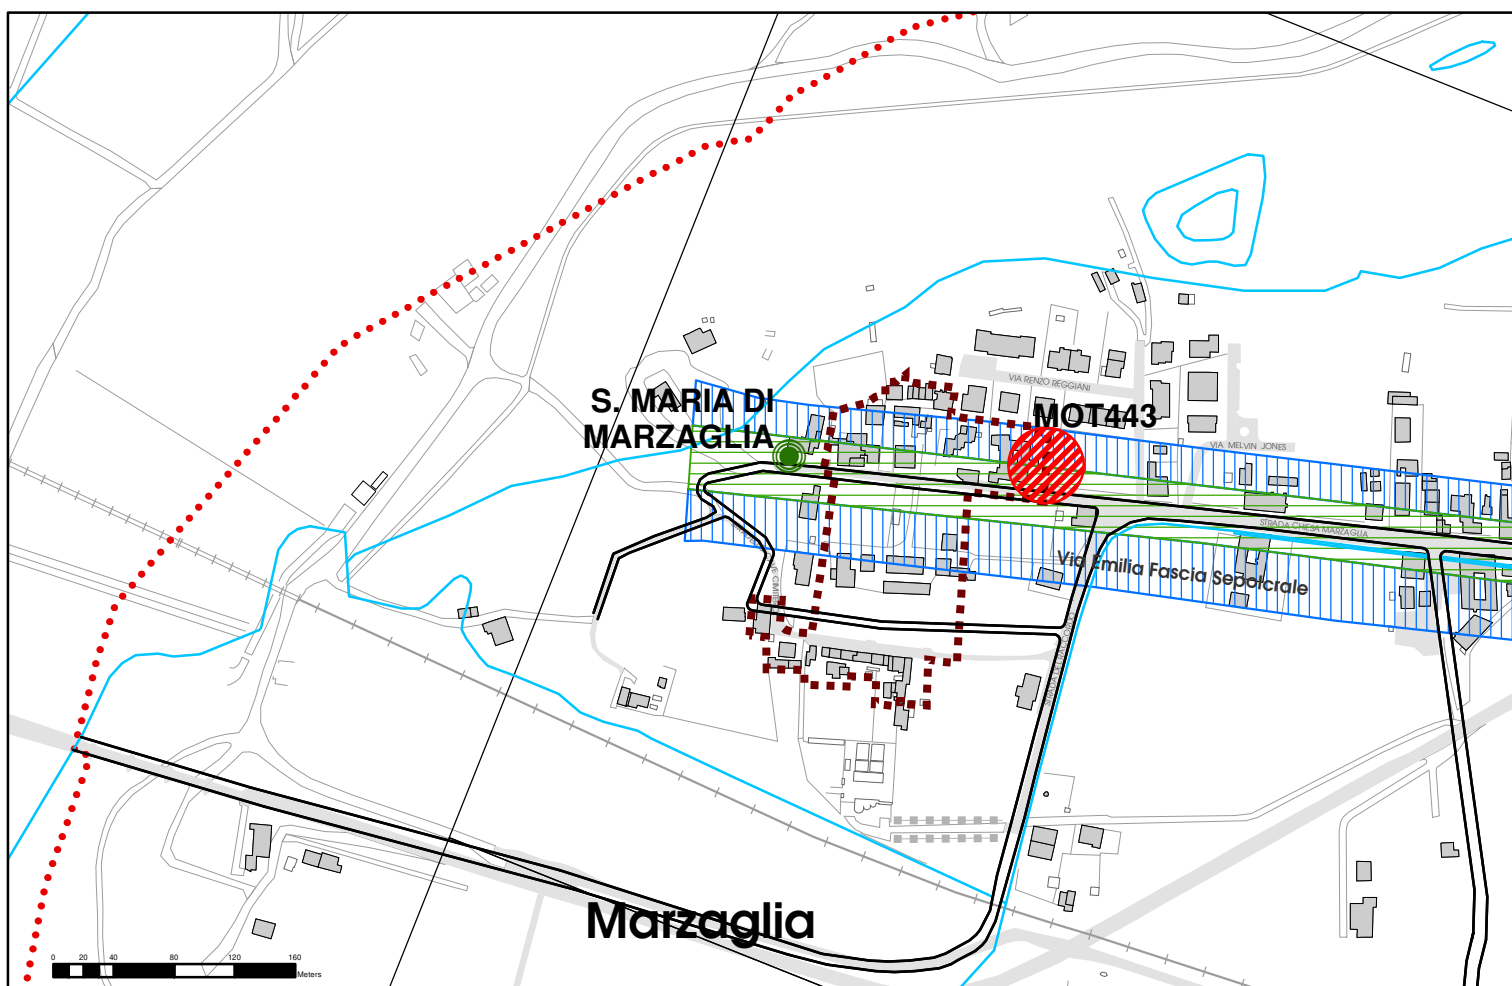 VIA RENZO REGGIANI
S. MARIA DI
MARZAGLIA
MOT443
VIA MELVIN JONES
STRADA CHIESA MARZAGLIA
Via Emilia Fascia Sepolcrale
Marzaglia
0 20 40 80 120 160
Meters